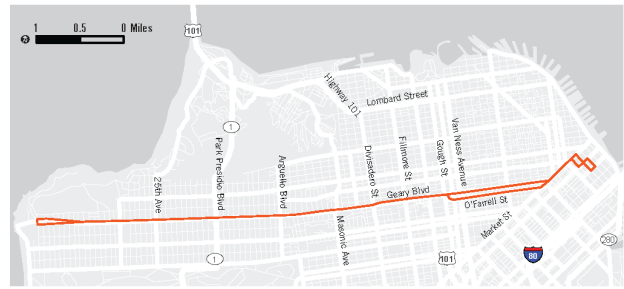 1 0.5 0 Miles
101
Highway 101
Lombard Street
1
Park Presidio Blvd
25th Ave
Arguello Blvd
Divisadero St
Fillmore St
Gough St
Van Ness Avenue
Geary Blvd
O'Farrell St
Masonic Ave
Market St
1
101
80
280